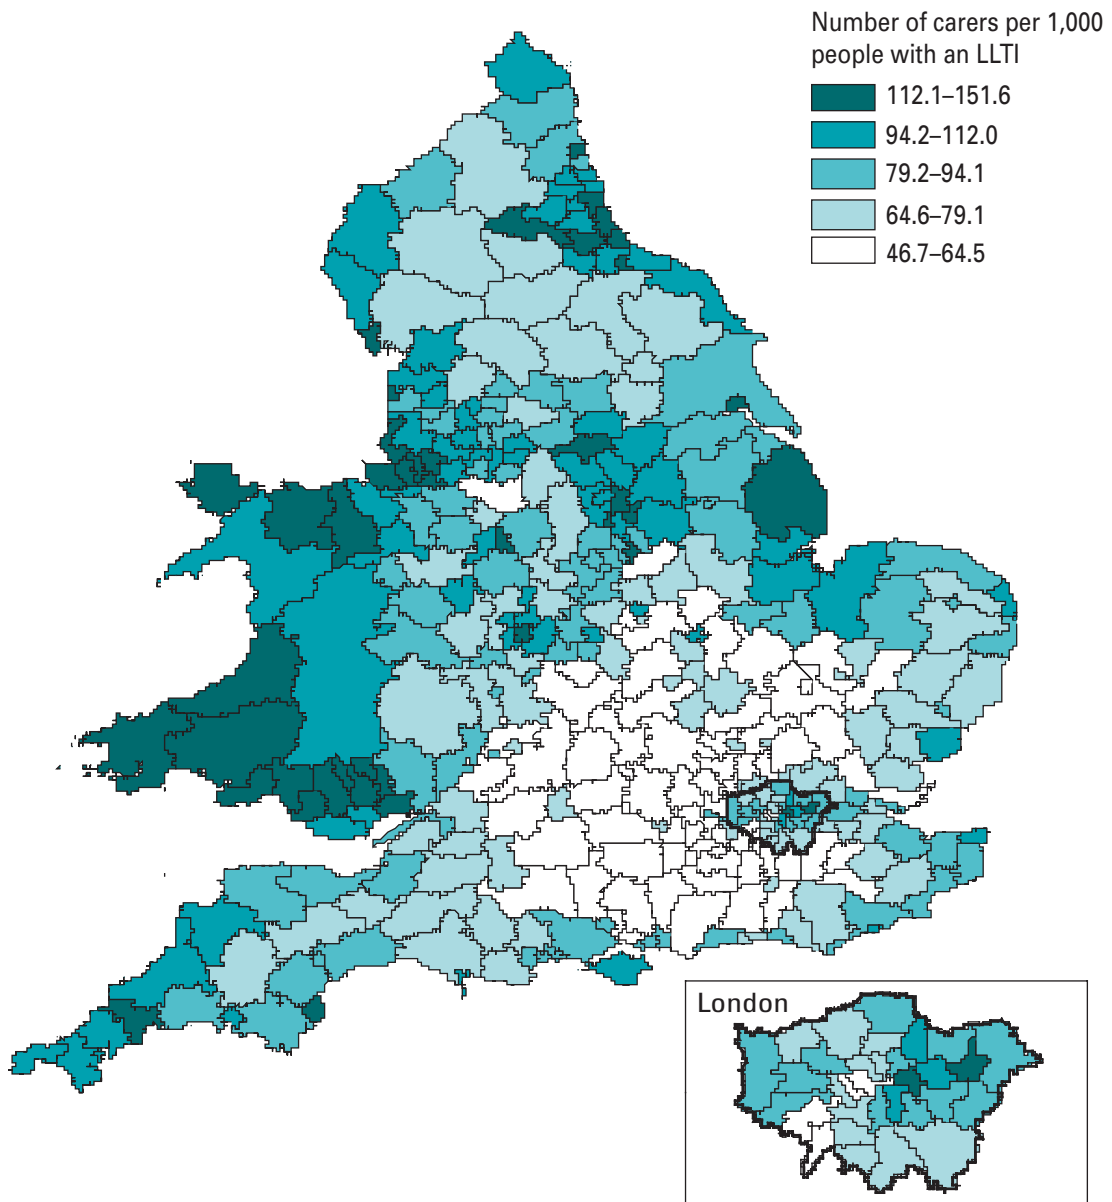 Number of carers per 1,000
people with an LLTI
112.1–151.6
94.2–112.0
79.2–94.1
64.6–79.1
46.7–64.5
London